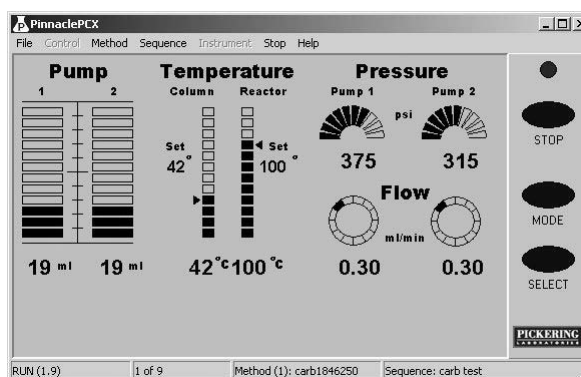 PinnaclePCX
File Control Method Sequence Instrument Stop Help
Pump Temperature Pressure
1 2 Column Reactor Pump 1 Pump 2
psi
STOP
Set Set
42° 100°
375 315
Flow
MODE
ml/min
19 ml 19 ml 42°C 100°C 0.30 0.30
SELECT
PICKERING
LABORATORIES
RUN (1.9) 1 of 9 Method (1): carb1846250 Sequence: carb test